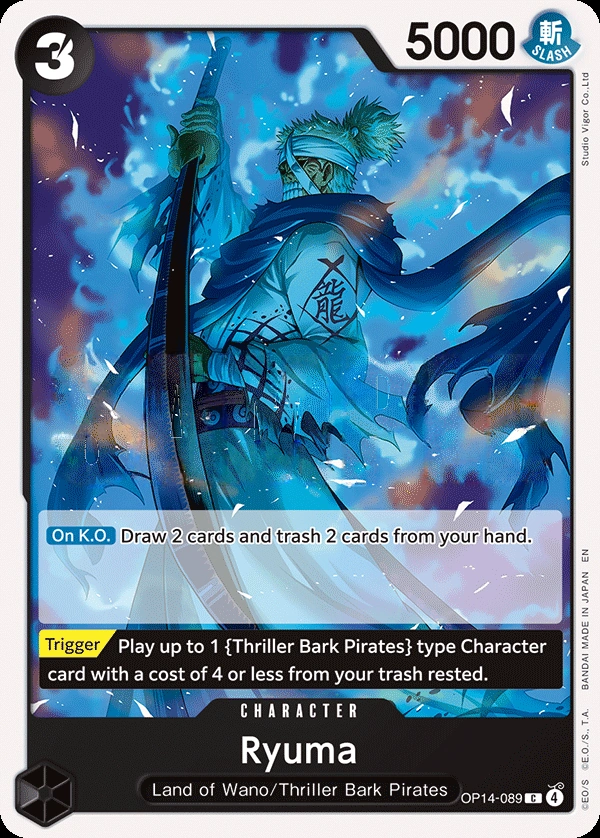 3
5000
斬
SLASH
Studio Vigor Co.,Ltd
龍
On K.O. Draw 2 cards and trash 2 cards from your hand.
Trigger Play up to 1 {Thriller Bark Pirates} type Character
card with a cost of 4 or less from your trash rested.
CHARACTER
Ryuma
Land of Wano/Thriller Bark Pirates
OP14-089 C 4
©EO/S ©E.O./S., T.A. BANDAI MADE IN JAPAN EN